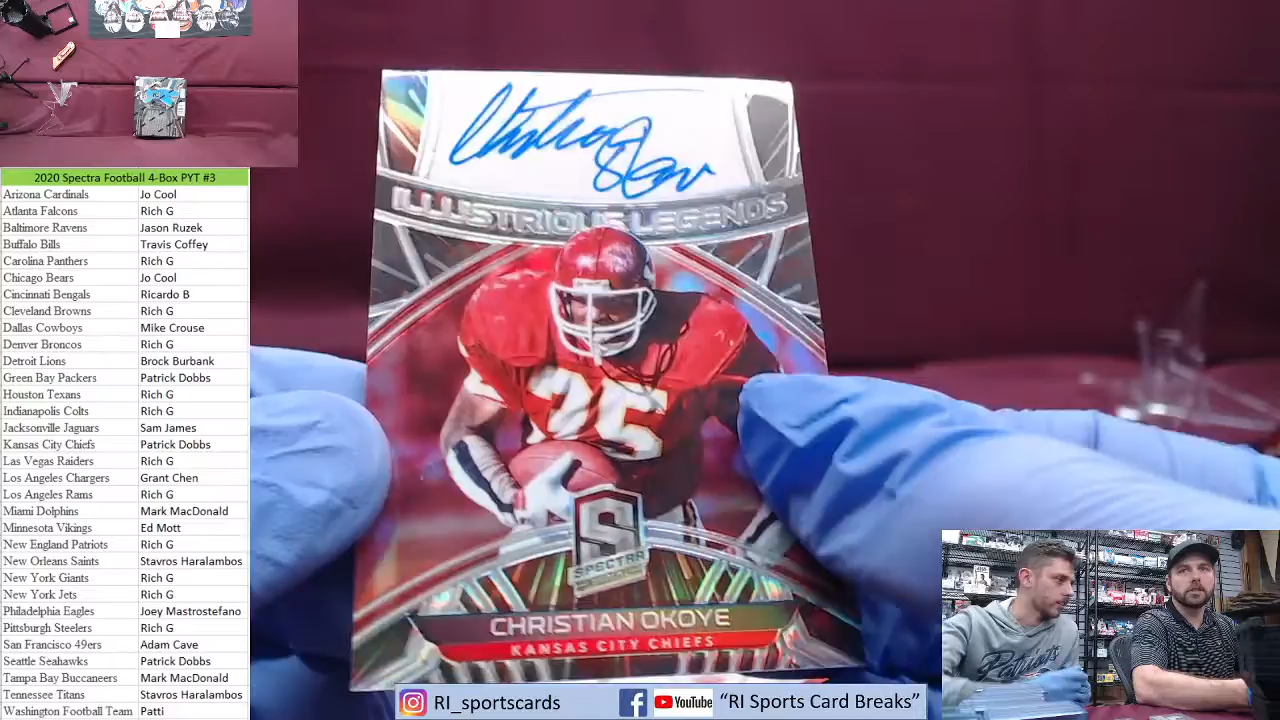 2020 Spectra Football 4-Box PYT #3
Arizona Cardinals Jo Cool
Atlanta Falcons Rich G
Baltimore Ravens Jason Ruzek
Buffalo Bills Travis Coffey
Carolina Panthers Rich G
Chicago Bears Jo Cool
Cincinnati Bengals Ricardo B
Cleveland Browns Rich G
Dallas Cowboys Mike Crouse
Denver Broncos Rich G
Detroit Lions Brock Burbank
Green Bay Packers Patrick Dobbs
Houston Texans Rich G
Indianapolis Colts Rich G
Jacksonville Jaguars Sam James
Kansas City Chiefs Patrick Dobbs
Las Vegas Raiders Rich G
Los Angeles Chargers Grant Chen
Los Angeles Rams Rich G
Miami Dolphins Mark MacDonald
Minnesota Vikings Ed Mott
New England Patriots Rich G
New Orleans Saints Stavros Haralambos
New York Giants Rich G
New York Jets Rich G
Philadelphia Eagles Joey Mastrostefano
Pittsburgh Steelers Rich G
San Francisco 49ers Adam Cave
Seattle Seahawks Patrick Dobbs
Tampa Bay Buccaneers Mark MacDonald
Tennessee Titans Stavros Haralambos
Washington Football Team Patti
ILLUSTRIOUS LEGENDS
35
S
SPECTRA
CHRISTIAN OKOYE
KANSAS CITY CHIEFS
Patriots
RI_sportscards
YouTube "RI Sports Card Breaks"